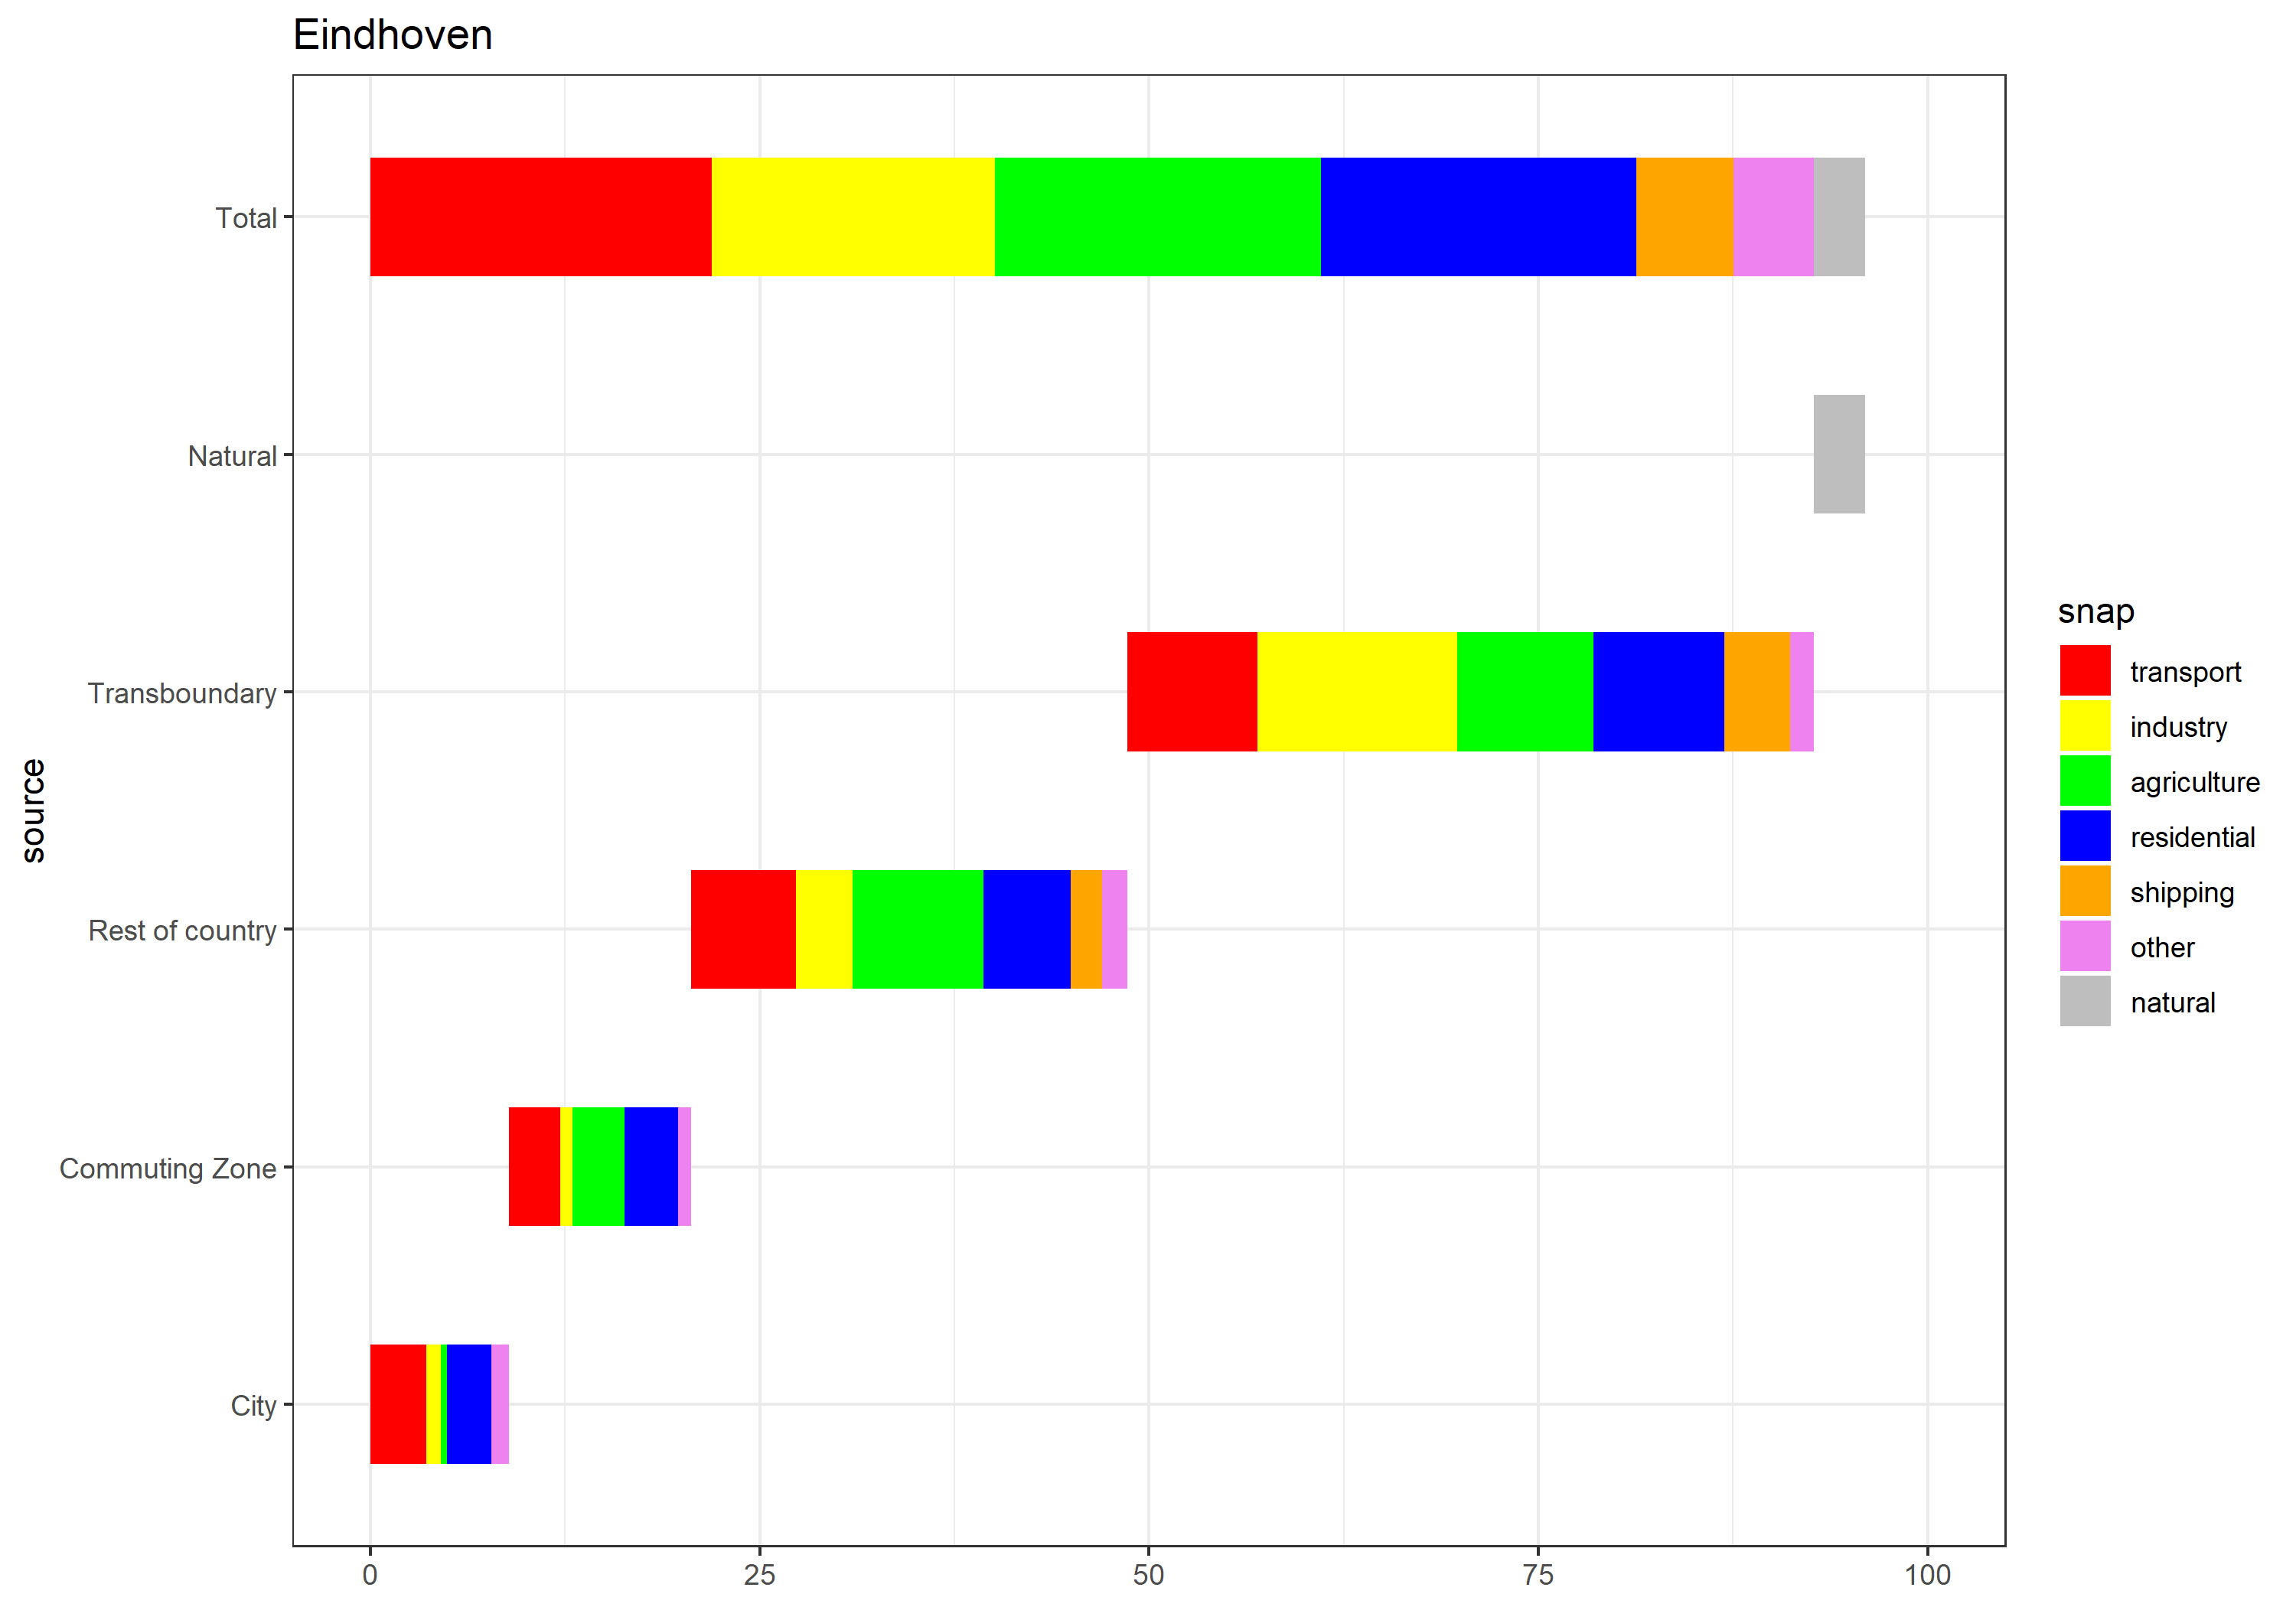 Eindhoven
Total
Natural
Transboundary
Rest of country
Commuting Zone
City
source
0 25 50 75 100
snap
transport
industry
agriculture
residential
shipping
other
natural